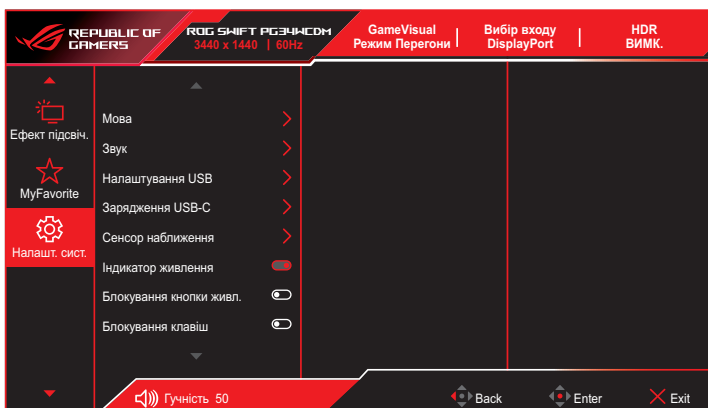 REPUBLIC OF
GAMERS
ROG SWIFT PG34WCDM
3440 x 1440 | 60Hz
GameVisual
Режим Перегони
Вибір входу
DisplayPort
HDR
ВИМК.
Ефект підсвіч.
MyFavorite
Налашт. сист.
Мова
Звук
Налаштування USB
Зарядження USB-C
Сенсор наближення
Індикатор живлення
Блокування кнопки живл.
Блокування клавіш
Гучність 50
Back
Enter
Exit